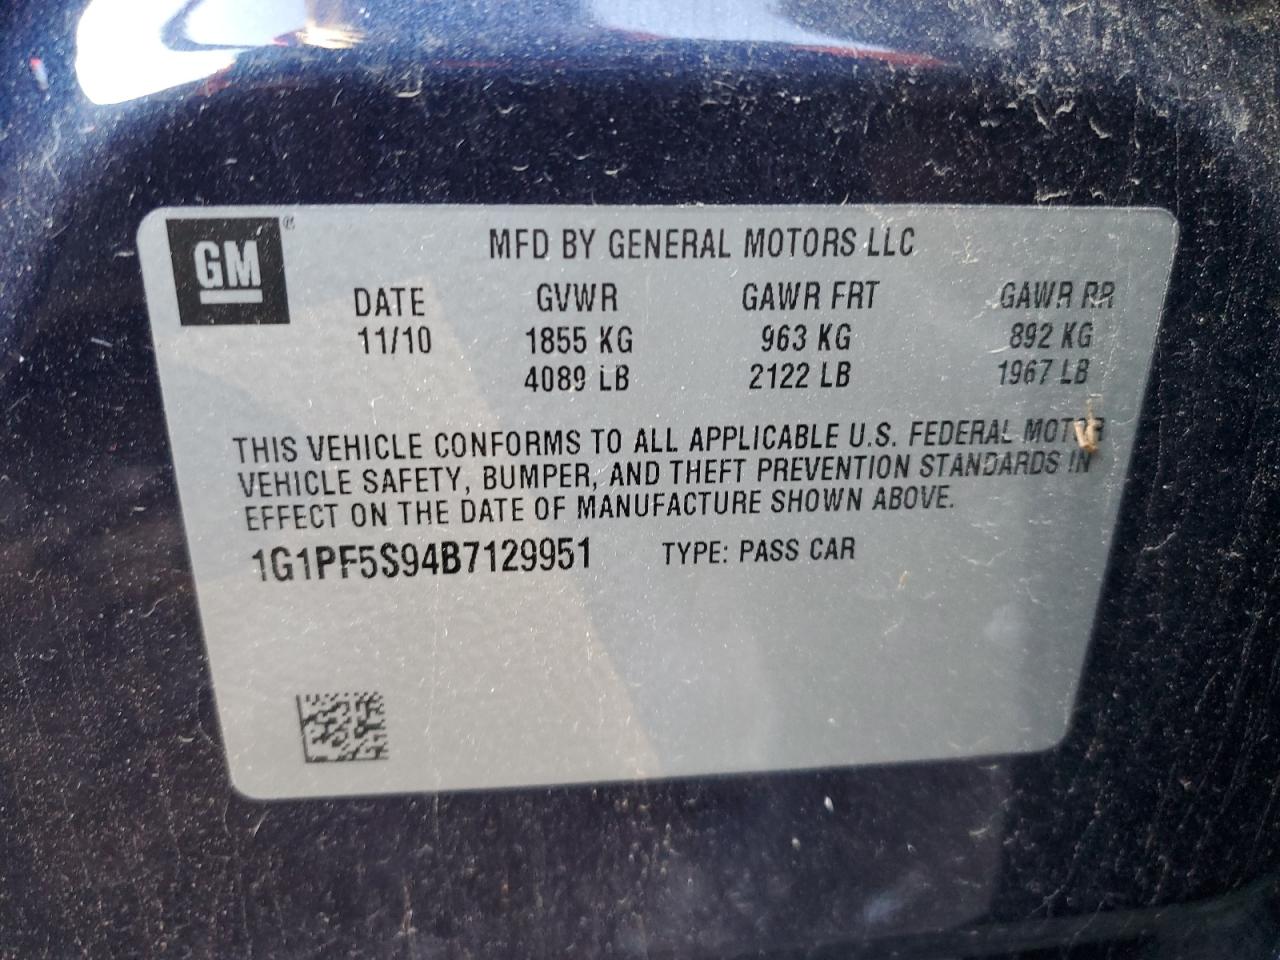 GM ®
MFD BY GENERAL MOTORS LLC
DATE GVWR GAWR FRT GAWR RR
11/10 1855 KG 963 KG 892 KG
4089 LB 2122 LB 1967 LB
THIS VEHICLE CONFORMS TO ALL APPLICABLE U.S. FEDERAL MOTOR
VEHICLE SAFETY, BUMPER, AND THEFT PREVENTION STANDARDS IN
EFFECT ON THE DATE OF MANUFACTURE SHOWN ABOVE.
1G1PF5S94B7129951 TYPE: PASS CAR